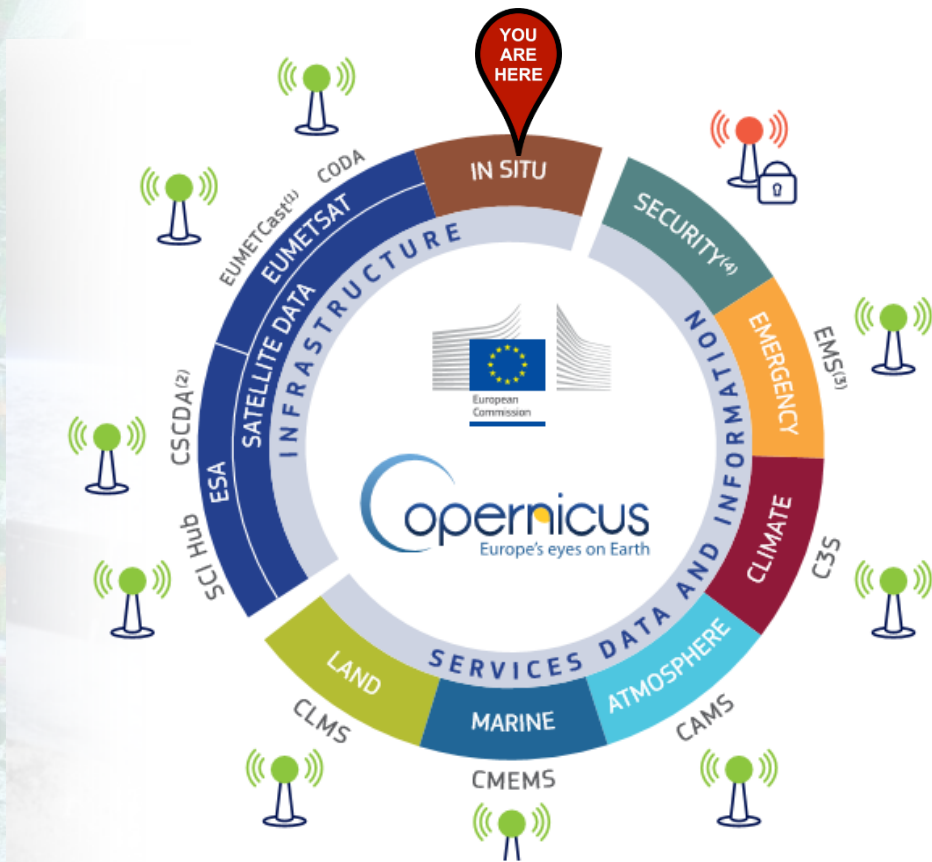 YOU
ARE
HERE
IN SITU
CODA
EUMETCast(1)
EUMETSAT
SATELLITE DATA
INFRASTRUCTURE
CSCDA(2)
ESA
SCI Hub
SECURITY(4)
EMERGENCY
EMS(3)
CLIMATE
C3S
ATMOSPHERE
CAMS
MARINE
CMEMS
LAND
CLMS
SERVICES DATA AND INFORMATION
European
Commission
Copernicus
Europe's eyes on Earth